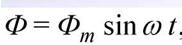 Φ = Φₘ sin ω t,